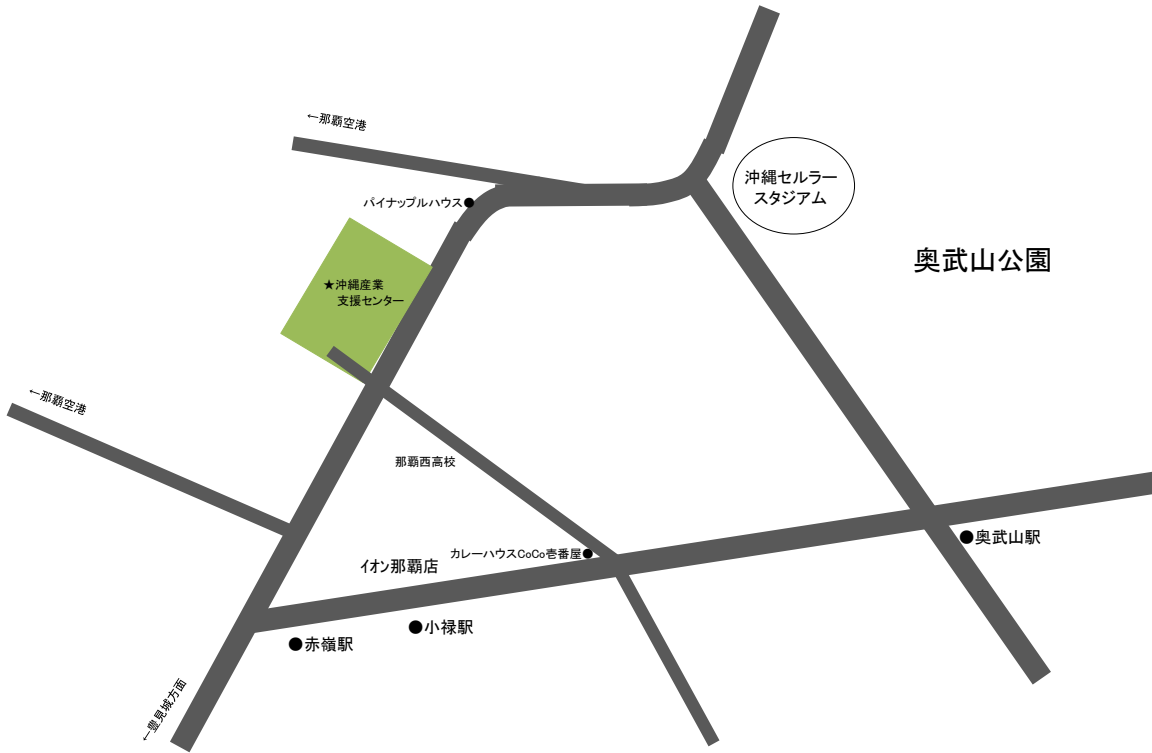 ←那覇空港
沖縄セルラー
スタジアム
パイナップルハウス●
奥武山公園
★沖縄産業
支援センター
←那覇空港
那覇西高校
●奥武山駅
カレーハウスCoCo壱番屋●
イオン那覇店
●小禄駅
●赤嶺駅
←豊見城方面